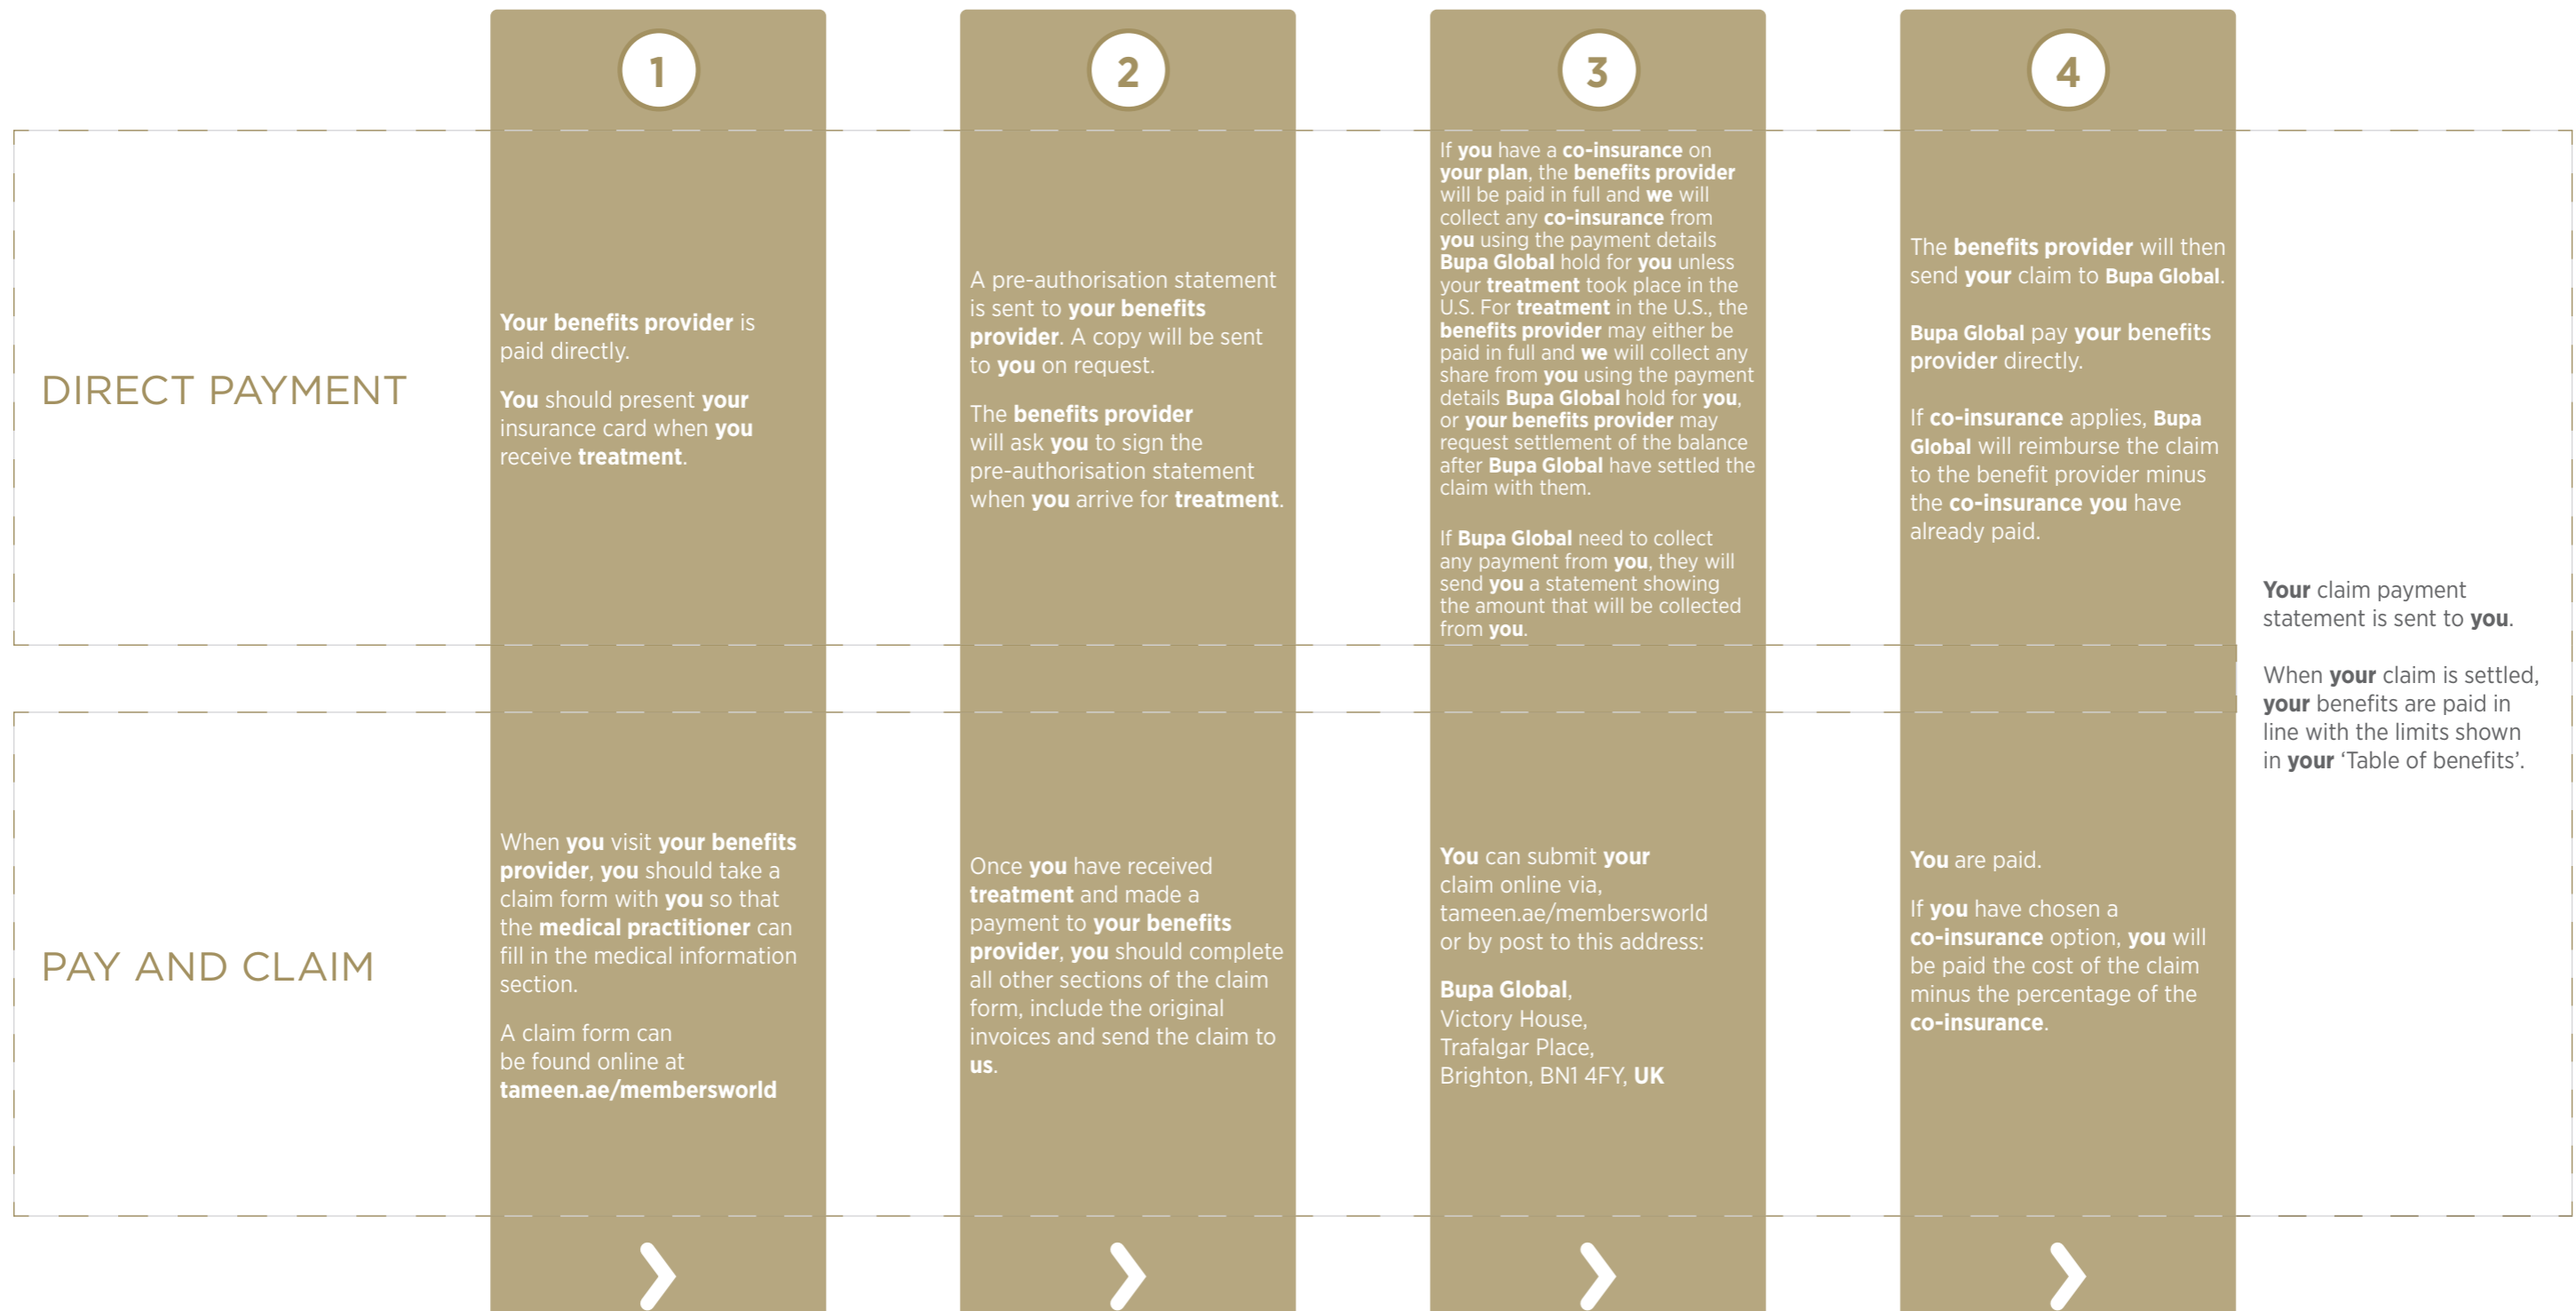 1
2
3
4
DIRECT PAYMENT
Your benefits provider is
paid directly.
You should present your
insurance card when you
receive treatment.
A pre-authorisation statement
is sent to your benefits
provider. A copy will be sent
to you on request.
The benefits provider
will ask you to sign the
pre-authorisation statement
when you arrive for treatment.
If you have a co-insurance on
your plan, the benefits provider
will be paid in full and we will
collect any co-insurance from
you using the payment details
Bupa Global hold for you unless
your treatment took place in the
U.S. For treatment in the U.S., the
benefits provider may either be
paid in full and we will collect any
share from you using the payment
details Bupa Global hold for you,
or your benefits provider may
request settlement of the balance
after Bupa Global have settled the
claim with them.
If Bupa Global need to collect
any payment from you, they will
send you a statement showing
the amount that will be collected
from you.
The benefits provider will then
send your claim to Bupa Global.
Bupa Global pay your benefits
provider directly.
If co-insurance applies, Bupa
Global will reimburse the claim
to the benefit provider minus
the co-insurance you have
already paid.
PAY AND CLAIM
When you visit your benefits
provider, you should take a
claim form with you so that
the medical practitioner can
fill in the medical information
section.
A claim form can
be found online at
tameen.ae/membersworld
Once you have received
treatment and made a
payment to your benefits
provider, you should complete
all other sections of the claim
form, include the original
invoices and send the claim to
us.
You can submit your
claim online via,
tameen.ae/membersworld
or by post to this address:
Bupa Global,
Victory House,
Trafalgar Place,
Brighton, BN1 4FY, UK
You are paid.
If you have chosen a
co-insurance option, you will
be paid the cost of the claim
minus the percentage of the
co-insurance.
Your claim payment
statement is sent to you.
When your claim is settled,
your benefits are paid in
line with the limits shown
in your ‘Table of benefits’.